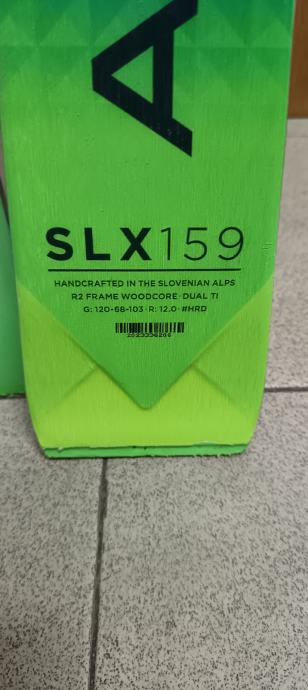 A
SLX159
HANDCRAFTED IN THE SLOVENIAN ALPS
R2 FRAME WOODCORE · DUAL TI
G: 120-68-103 · R: 12.0 · #HRD